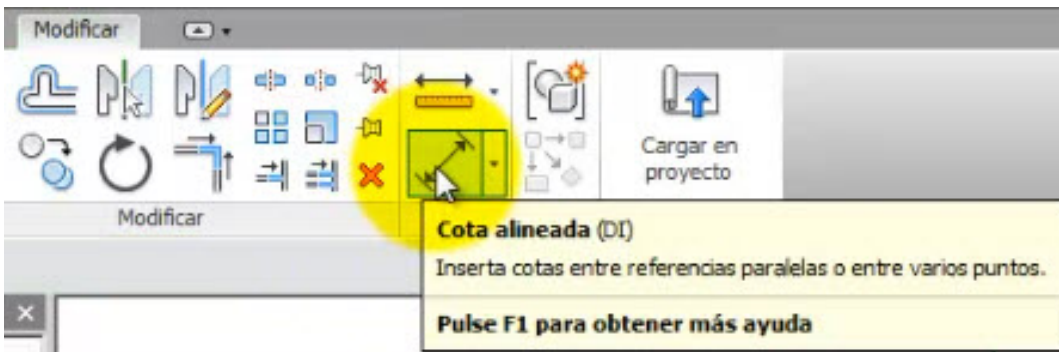 Modificar
Cargar en
proyecto
Modificar
Cota alineada (DI)
Inserta cotas entre referencias paralelas o entre varios puntos.
Pulse F1 para obtener más ayuda